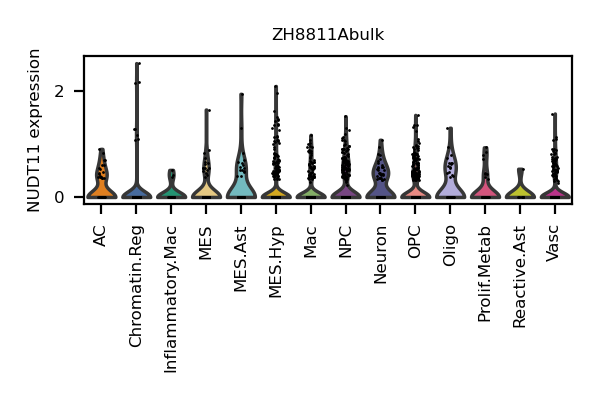 ZH8811Abulk
NUDT11 expression
2
0
AC
Chromatin.Reg
Inflammatory.Mac
MES
MES.Ast
MES.Hyp
Mac
NPC
Neuron
OPC
Oligo
Prolif.Metab
Reactive.Ast
Vasc